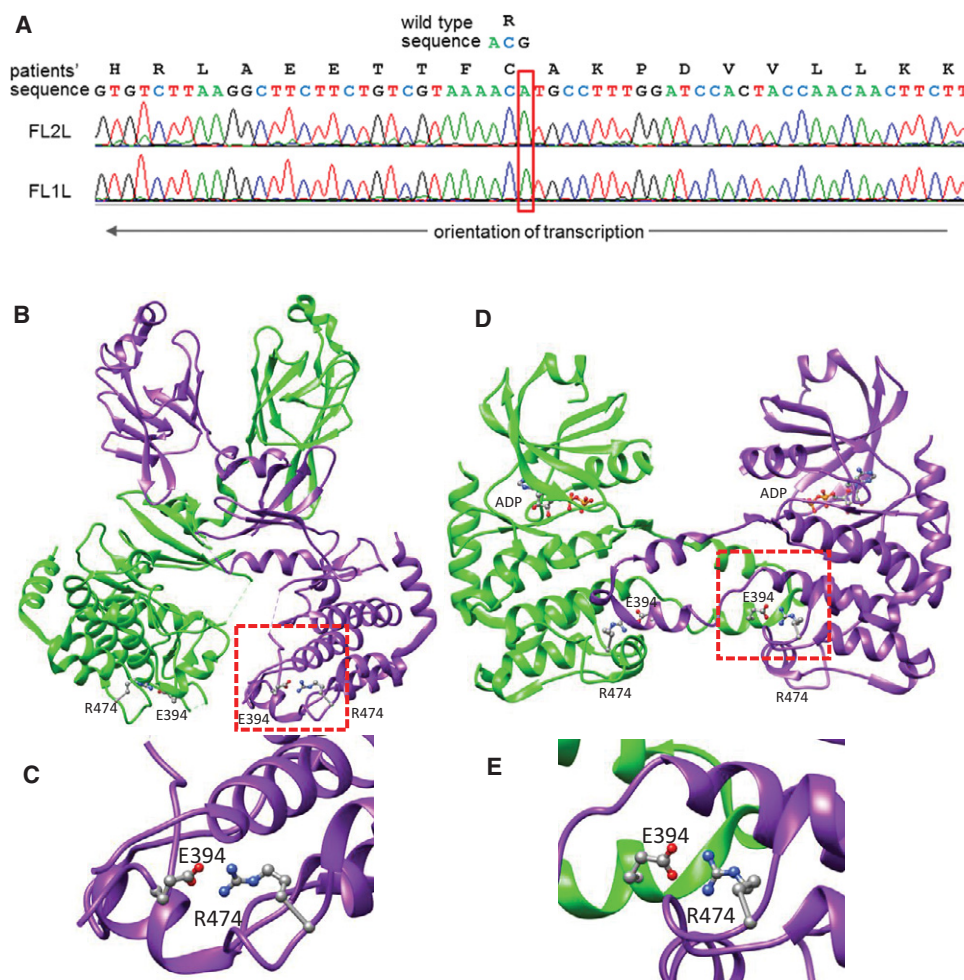 A
wild type R
sequence ACG
patients' H R L A E E T T F C A K P D V V L L K K
sequence GTGTCTTAAGGCTTCTTCTGTCGTAAAACATGCCTTTGGATCCACTACCAACAACTTCTT
FL2L
FL1L
orientation of transcription
B
R474
E394
E394
R474
C
E394
R474
D
ADP
ADP
E394
E394
R474
R474
E
E394
R474